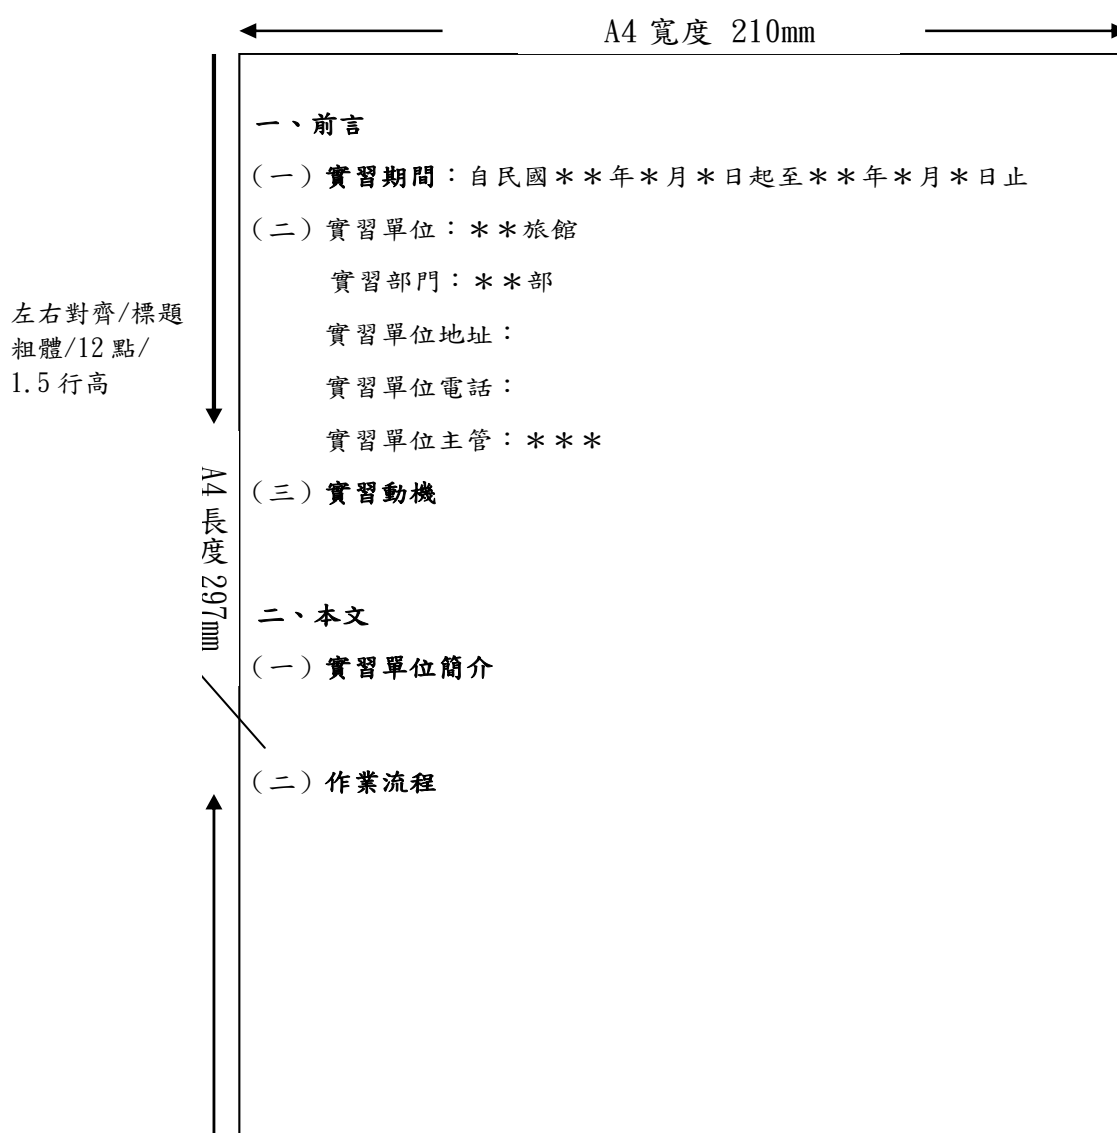 A4 寬度 210mm
一、前言
（一）實習期間：自民國＊＊年＊月＊日起至＊＊年＊月＊日止
（二）實習單位：＊＊旅館
實習部門：＊＊部
實習單位地址：
實習單位電話：
實習單位主管：＊＊＊
（三）實習動機
左右對齊/標題
粗體/12 點/
1.5 行高
A4 長度 297mm
二、本文
（一）實習單位簡介
（二）作業流程